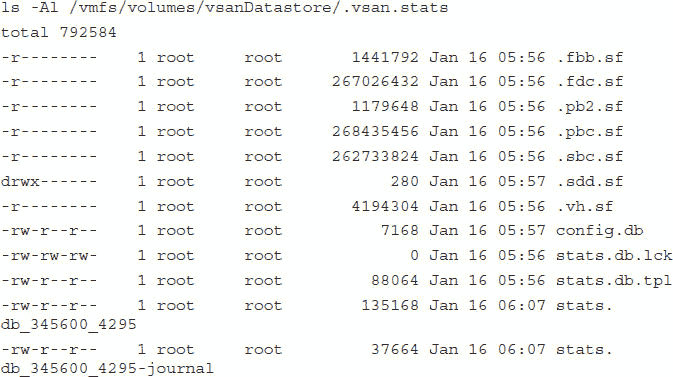 ls -Al /vmfs/volumes/vsanDatastore/.vsan.stats
total 792584
-r-------- 1 root root 1441792 Jan 16 05:56 .fbb.sf
-r-------- 1 root root 267026432 Jan 16 05:56 .fdc.sf
-r-------- 1 root root 1179648 Jan 16 05:56 .pb2.sf
-r-------- 1 root root 268435456 Jan 16 05:56 .pbc.sf
-r-------- 1 root root 262733824 Jan 16 05:56 .sbc.sf
drwx------ 1 root root 280 Jan 16 05:57 .sdd.sf
-r-------- 1 root root 4194304 Jan 16 05:56 .vh.sf
-rw-r--r-- 1 root root 7168 Jan 16 05:57 config.db
-rw-rw-rw- 1 root root 0 Jan 16 05:56 stats.db.lck
-rw-r--r-- 1 root root 88064 Jan 16 05:56 stats.db.tpl
-rw-r--r-- 1 root root 135168 Jan 16 06:07 stats.
db_345600_4295
-rw-r--r-- 1 root root 37664 Jan 16 06:07 stats.
db_345600_4295-journal